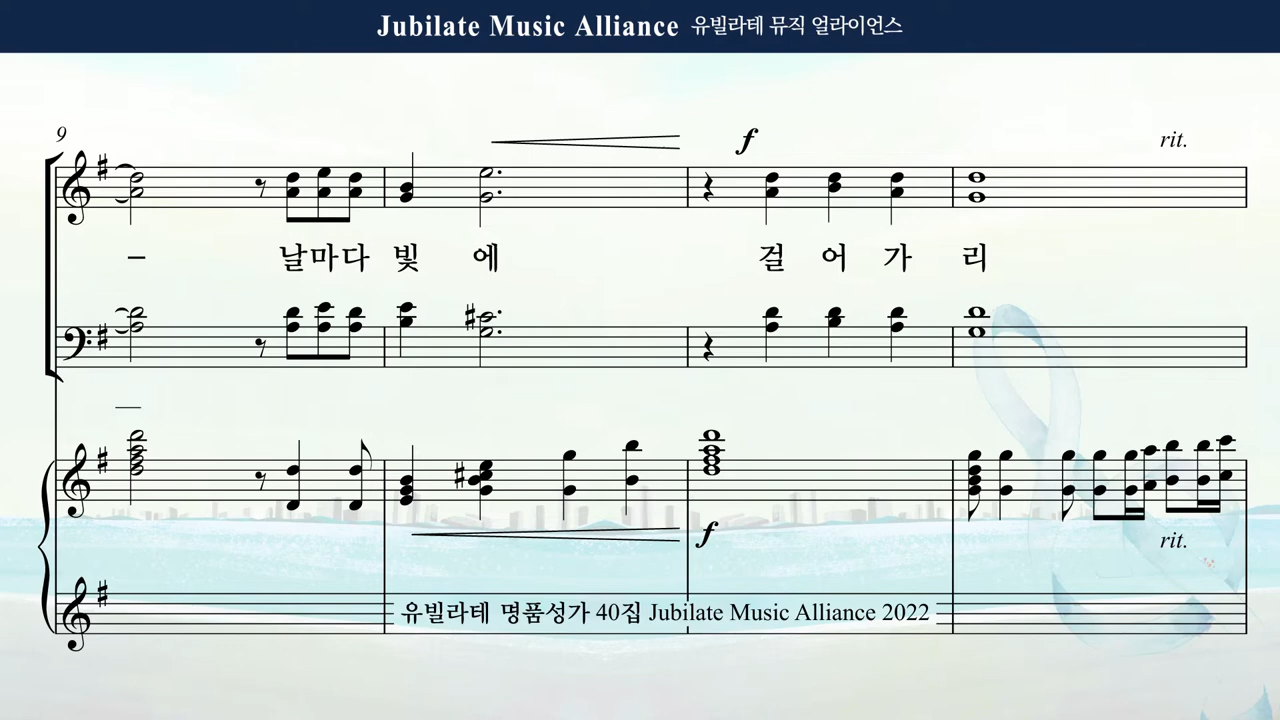 Jubilate Music Alliance 유빌라테 뮤직 얼라이언스
9
f
rit.
– 날마다 빛 에 걸 어 가 리
f
rit.
유빌라테 명품성가 40집 Jubilate Music Alliance 2022